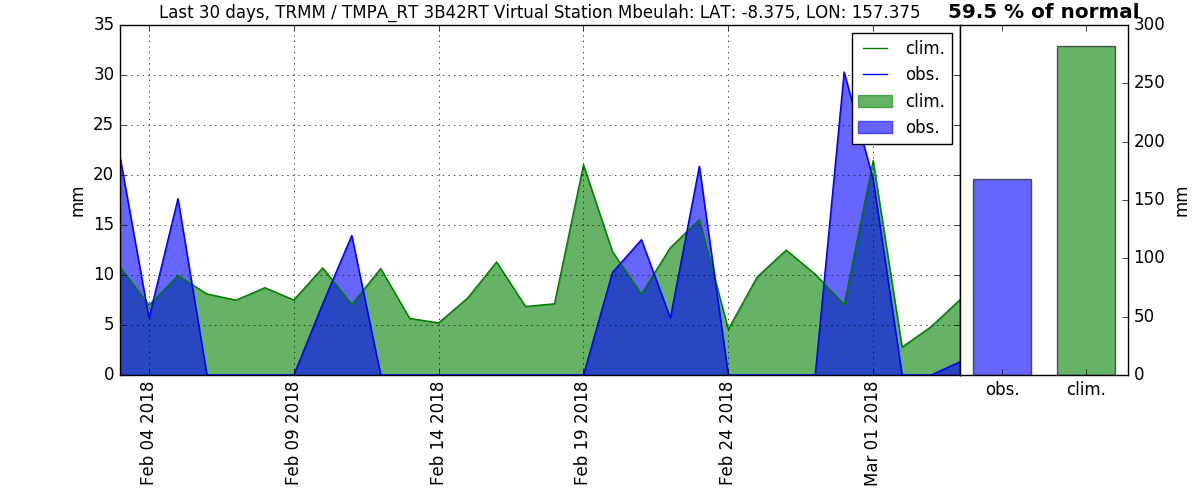 Last 30 days, TRMM / TMPA_RT 3B42RT Virtual Station Mbeulah: LAT: -8.375, LON: 157.375
59.5 % of normal
35
30
25
20
15
10
5
0
mm
clim.
obs.
clim.
obs.
Feb 04 2018
Feb 09 2018
Feb 14 2018
Feb 19 2018
Feb 24 2018
Mar 01 2018
300
250
200
150
100
50
0
mm
obs.
clim.